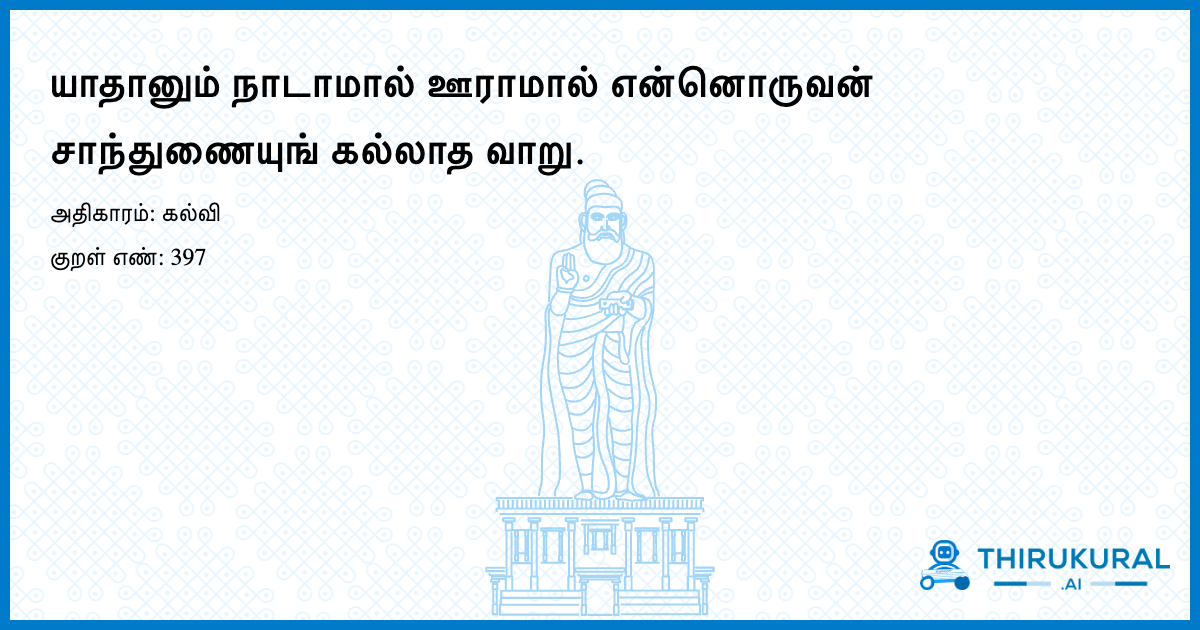 யாதானும் நாடாமால் ஊராமால் என்னொருவன்
சாந்துணையுங் கல்லாத வாறு.
அதிகாரம்: கல்வி
குறள் எண்: 397
THIRUKURAL
.AI